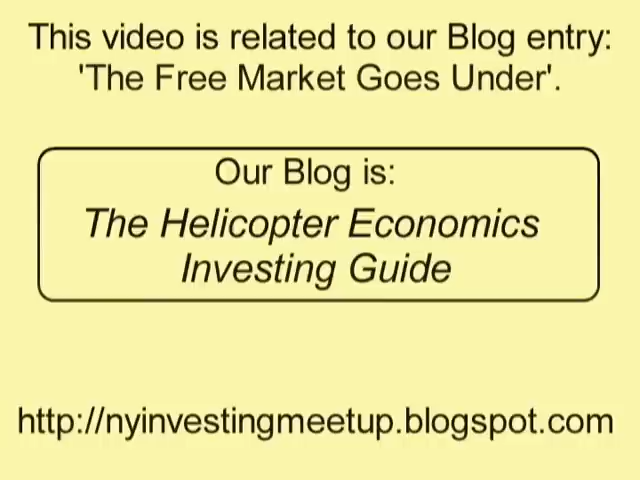 This video is related to our Blog entry:
'The Free Market Goes Under'.
Our Blog is:
The Helicopter Economics
Investing Guide
http://nyinvestingmeetup.blogspot.com